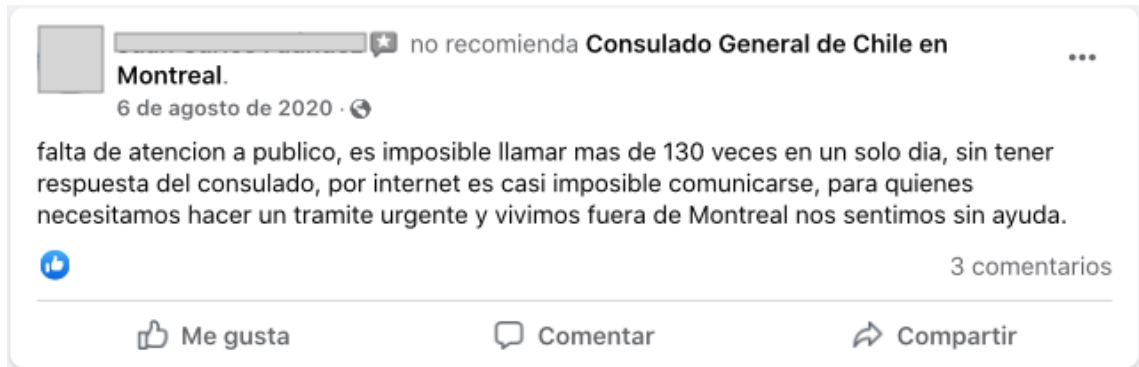 no recomienda Consulado General de Chile en
Montreal.
6 de agosto de 2020 ·
falta de atencion a publico, es imposible llamar mas de 130 veces en un solo dia, sin tener
respuesta del consulado, por internet es casi imposible comunicarse, para quienes
necesitamos hacer un tramite urgente y vivimos fuera de Montreal nos sentimos sin ayuda.
3 comentarios
Me gusta Comentar Compartir